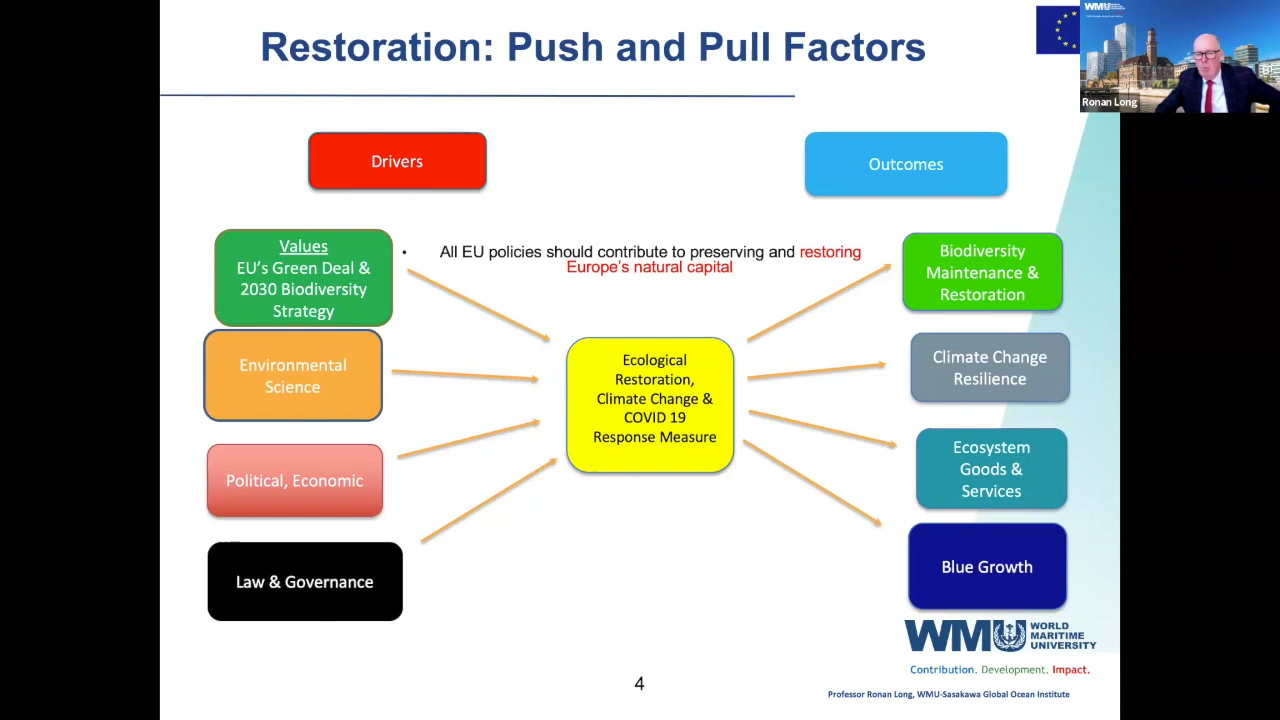 Restoration: Push and Pull Factors
WMU
Ronan Long
Drivers
Outcomes
Values
EU's Green Deal &
2030 Biodiversity
Strategy
• All EU policies should contribute to preserving and restoring
Europe's natural capital
Biodiversity
Maintenance &
Restoration
Environmental
Science
Ecological
Restoration,
Climate Change &
COVID 19
Response Measure
Climate Change
Resilience
Political, Economic
Ecosystem
Goods &
Services
Law & Governance
Blue Growth
WMU WORLD
MARITIME
UNIVERSITY
Contribution. Development. Impact.
4
Professor Ronan Long, WMU-Sasakawa Global Ocean Institute